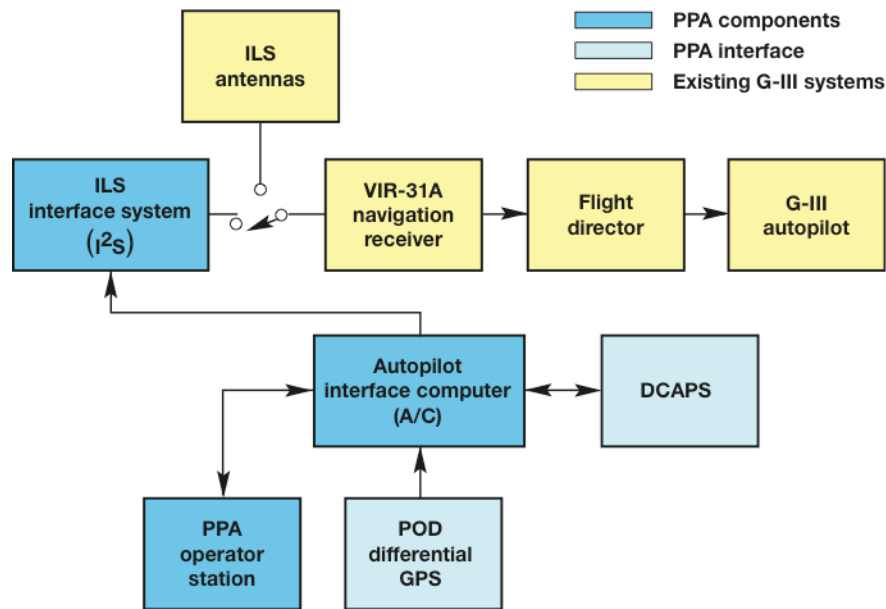 ILS
antennas
PPA components
PPA interface
Existing G-III systems
ILS
interface system
(I²S)
VIR-31A
navigation
receiver
Flight
director
G-III
autopilot
Autopilot
interface computer
(A/C)
DCAPS
PPA
operator
station
POD
differential
GPS